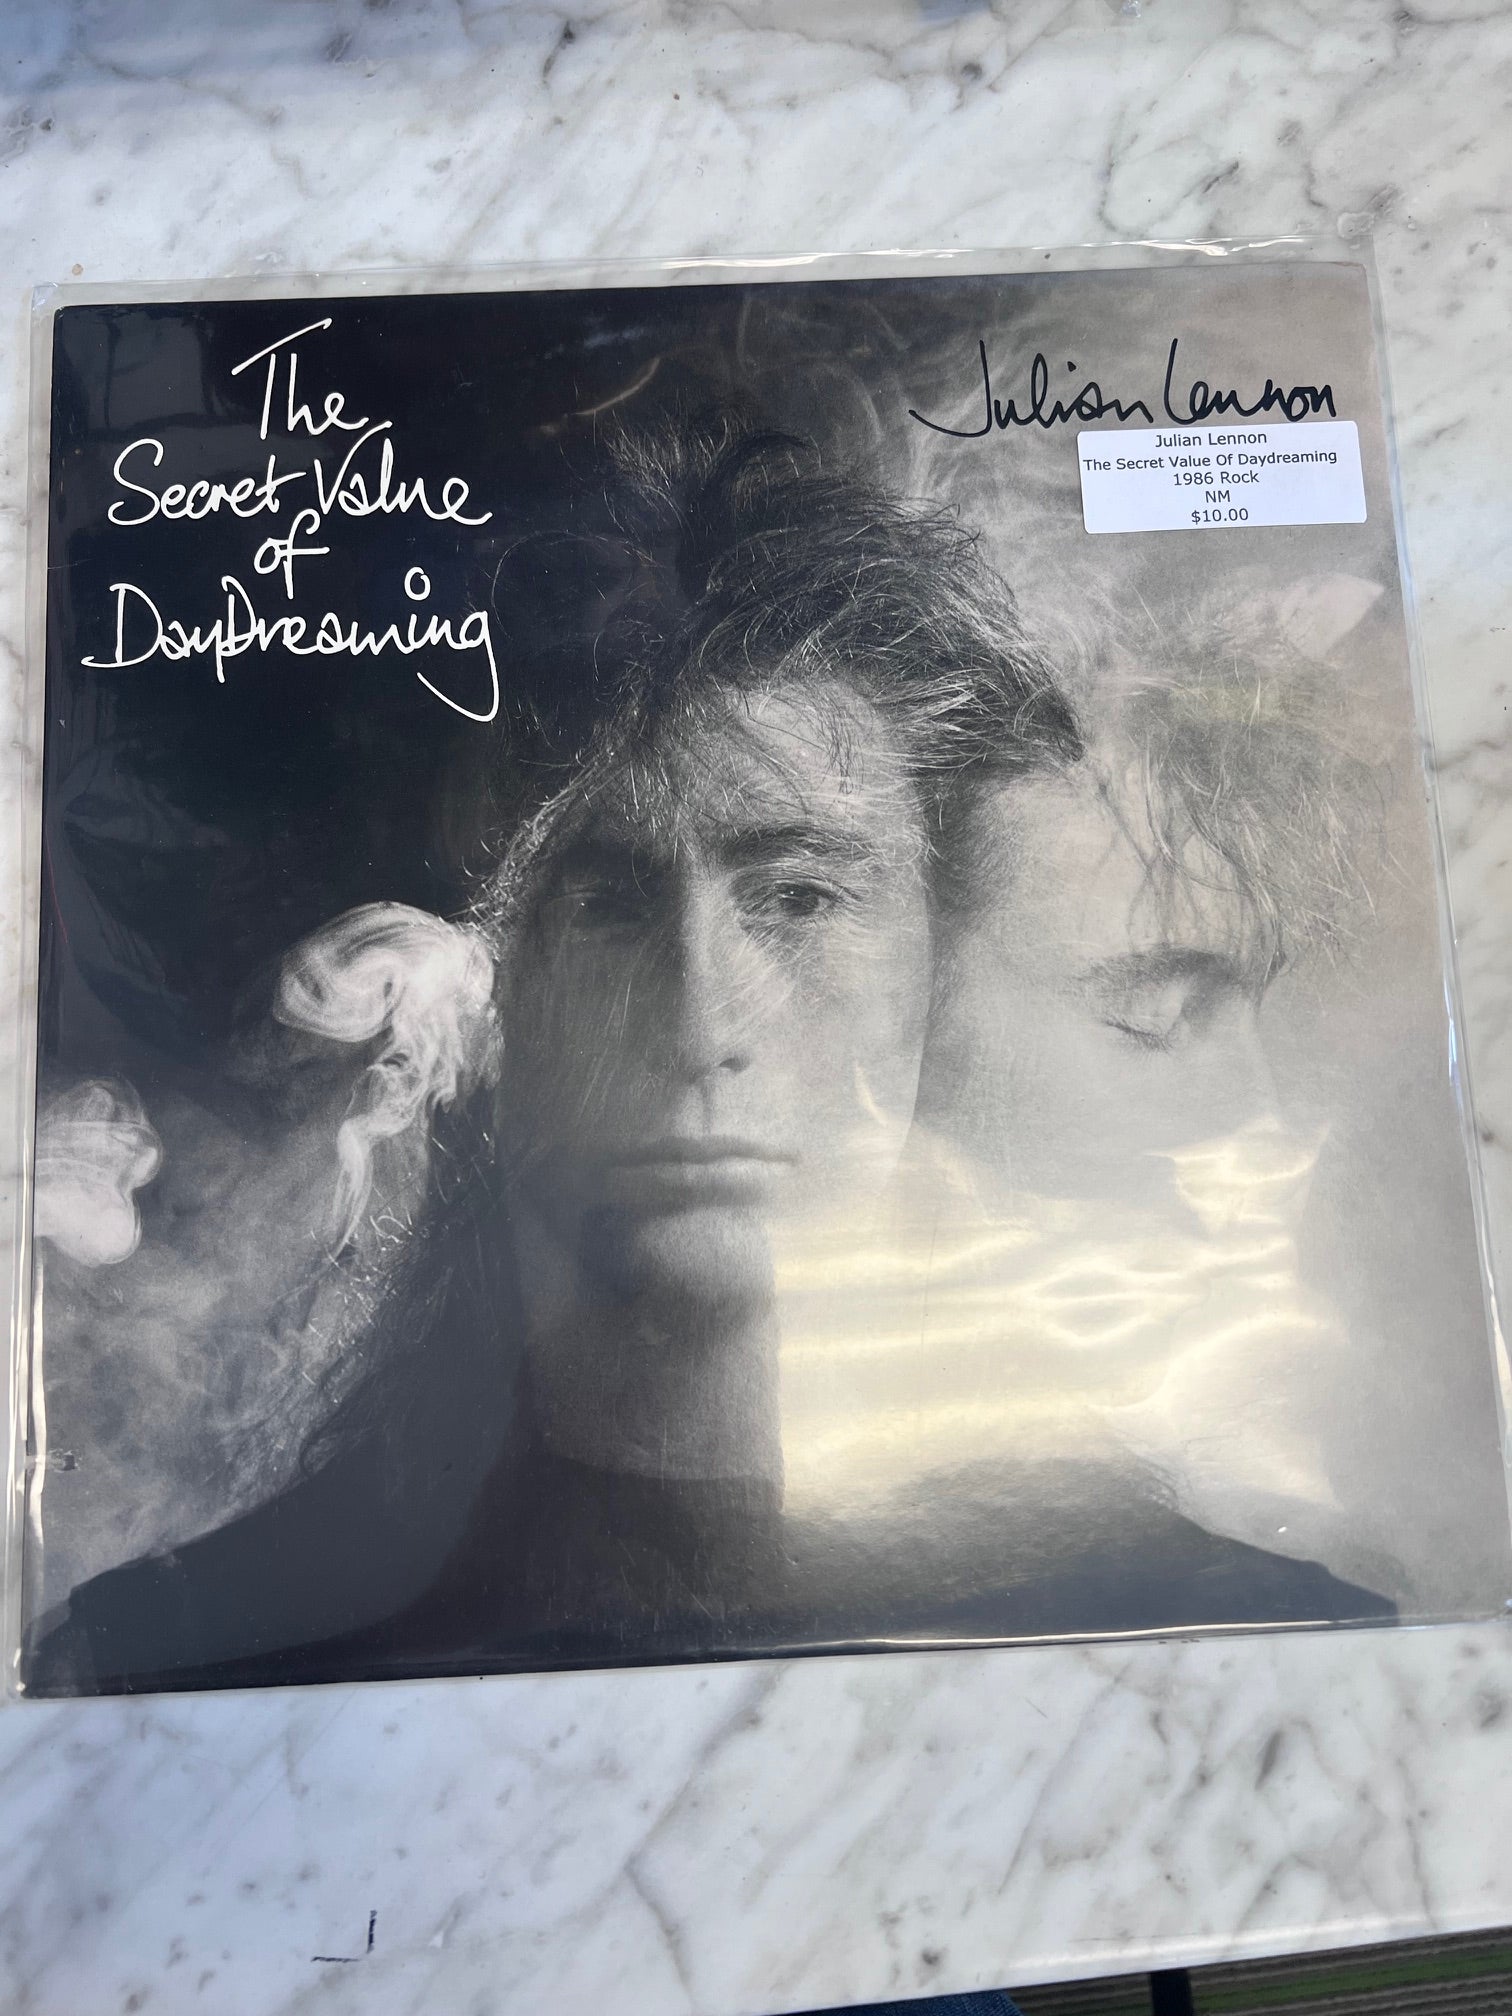 The
Secret Value
of
DayDreaming
Julian Lennon
Julian Lennon
The Secret Value Of Daydreaming
1986 Rock
NM
$10.00